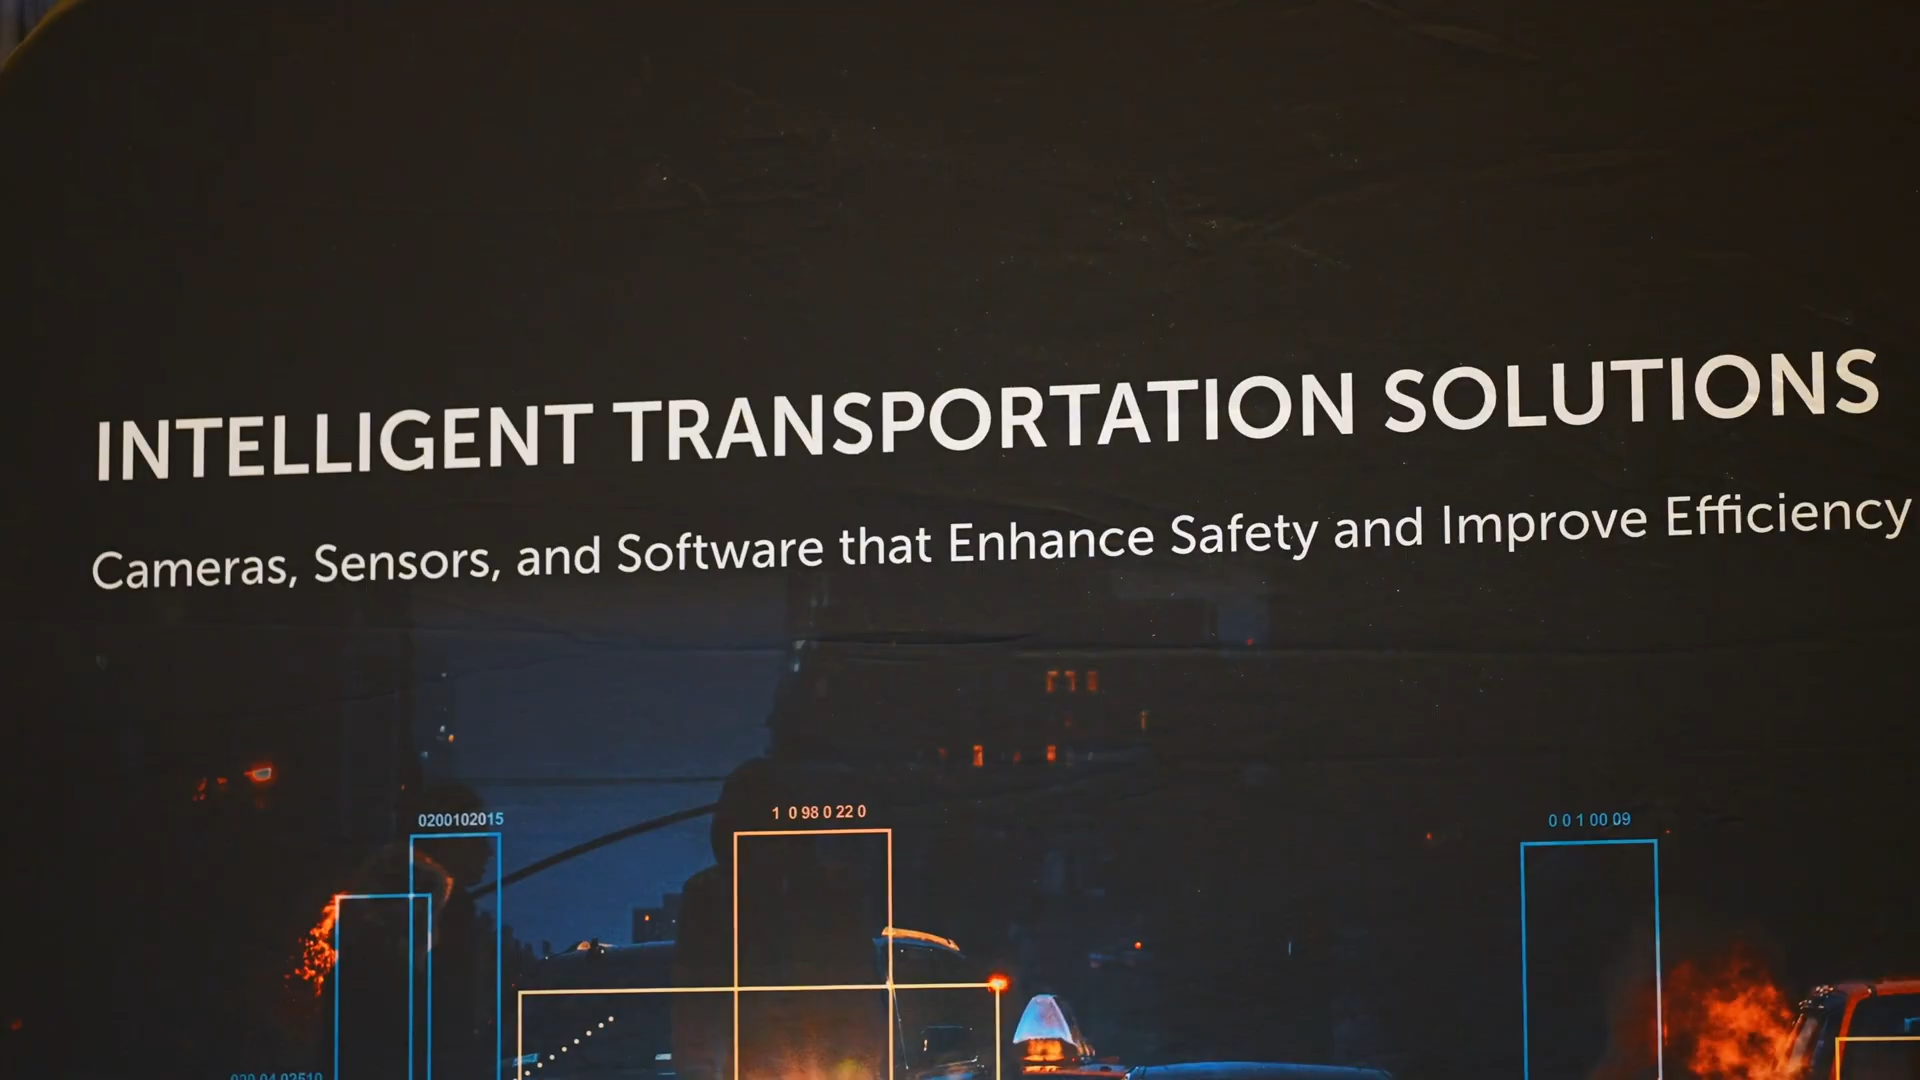 INTELLIGENT TRANSPORTATION SOLUTIONS
Cameras, Sensors, and Software that Enhance Safety and Improve Efficiency
0200102015
1 0 98 0 22 0
0 0 1 00 09